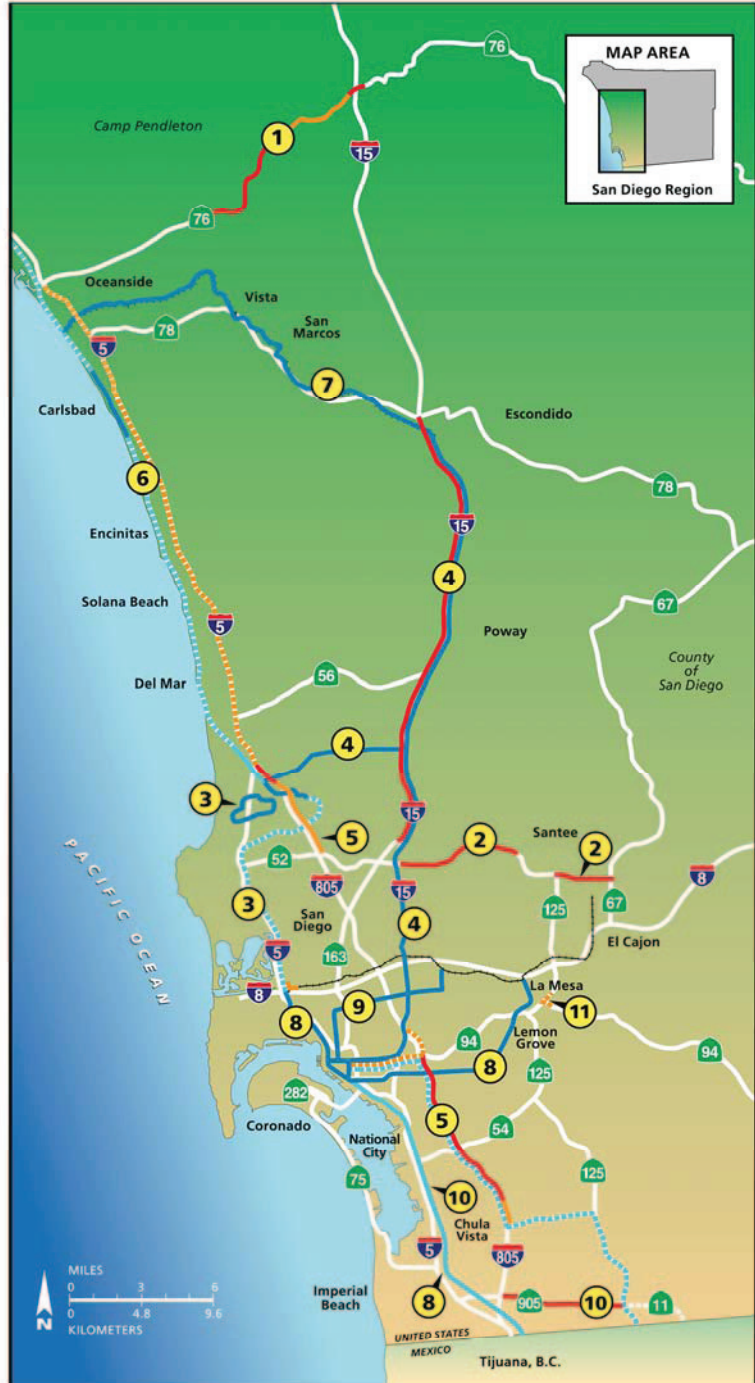 76
MAP AREA
San Diego Region
Camp Pendleton
1
15
76
Oceanside
Vista
San
Marcos
78
5
7
Carlsbad
Escondido
6
78
15
Encinitas
4
Solana Beach
67
5
Poway
County
of
San Diego
Del Mar
56
4
3
15
5
Santee
2
2
52
805
15
3
San
Diego
125
67
8
4
El Cajon
5
163
8
9
La Mesa
11
8
94
Lemon
Grove
8
94
125
282
5
Coronado
54
National
City
75
125
10
Chula
Vista
5
805
PACIFIC OCEAN
MILES
0 3 6
0 4.8 9.6
KILOMETERS
N
Imperial
Beach
8
905
10
11
UNITED STATES
MEXICO
Tijuana, B.C.